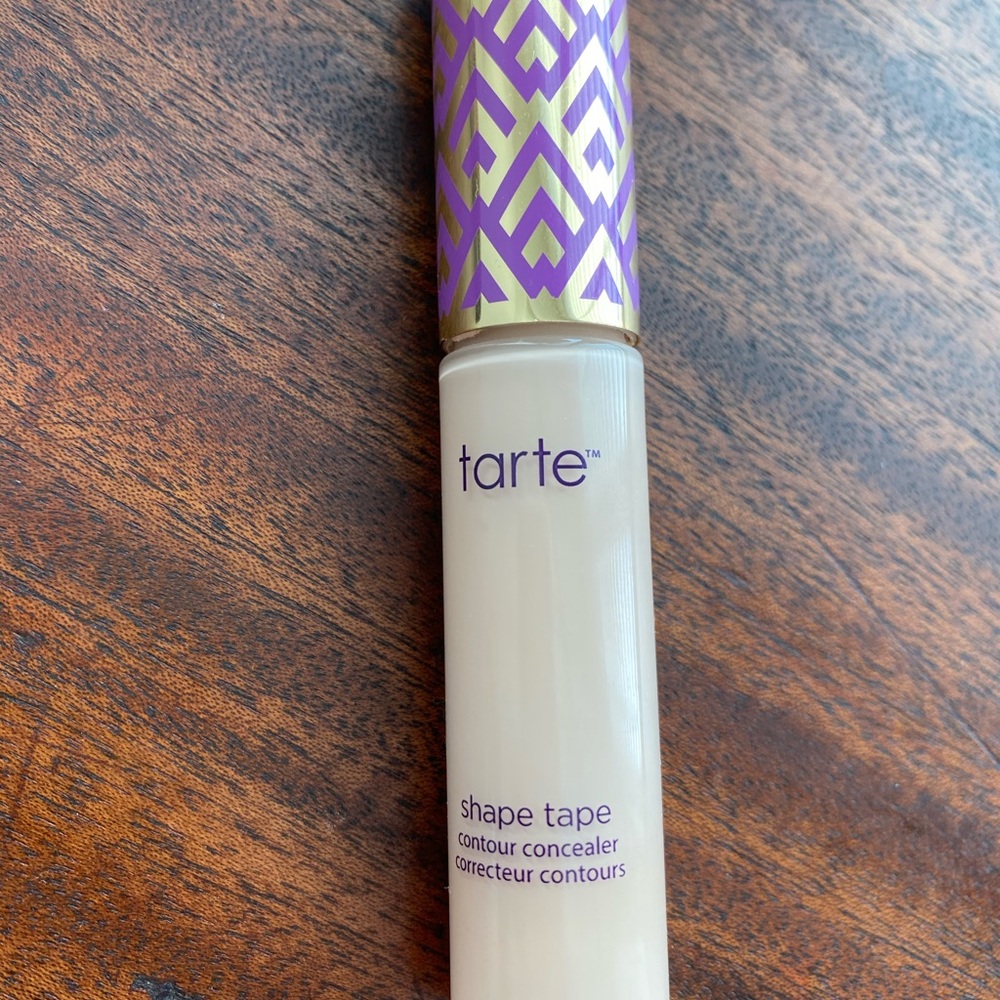 tarte™
shape tape
contour concealer
correcteur contours